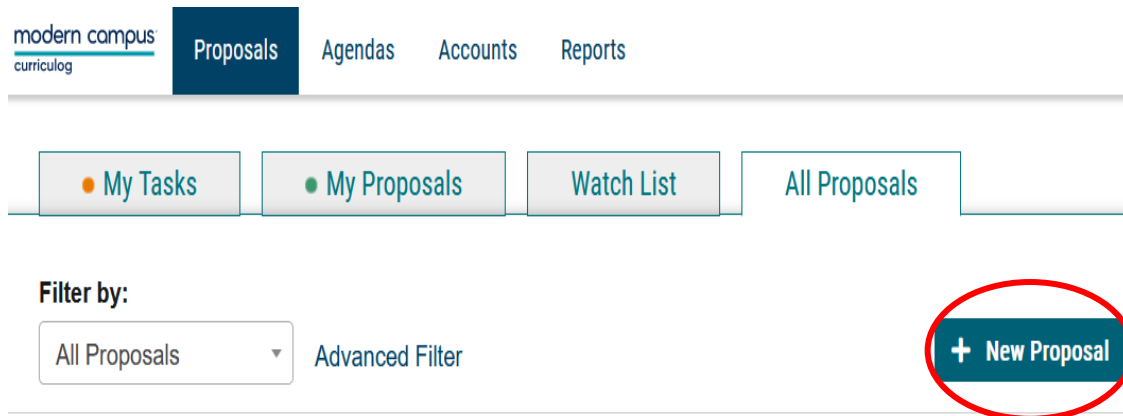 modern campus
curriculog
Proposals Agendas Accounts Reports
My Tasks My Proposals Watch List All Proposals
Filter by:
All Proposals Advanced Filter + New Proposal